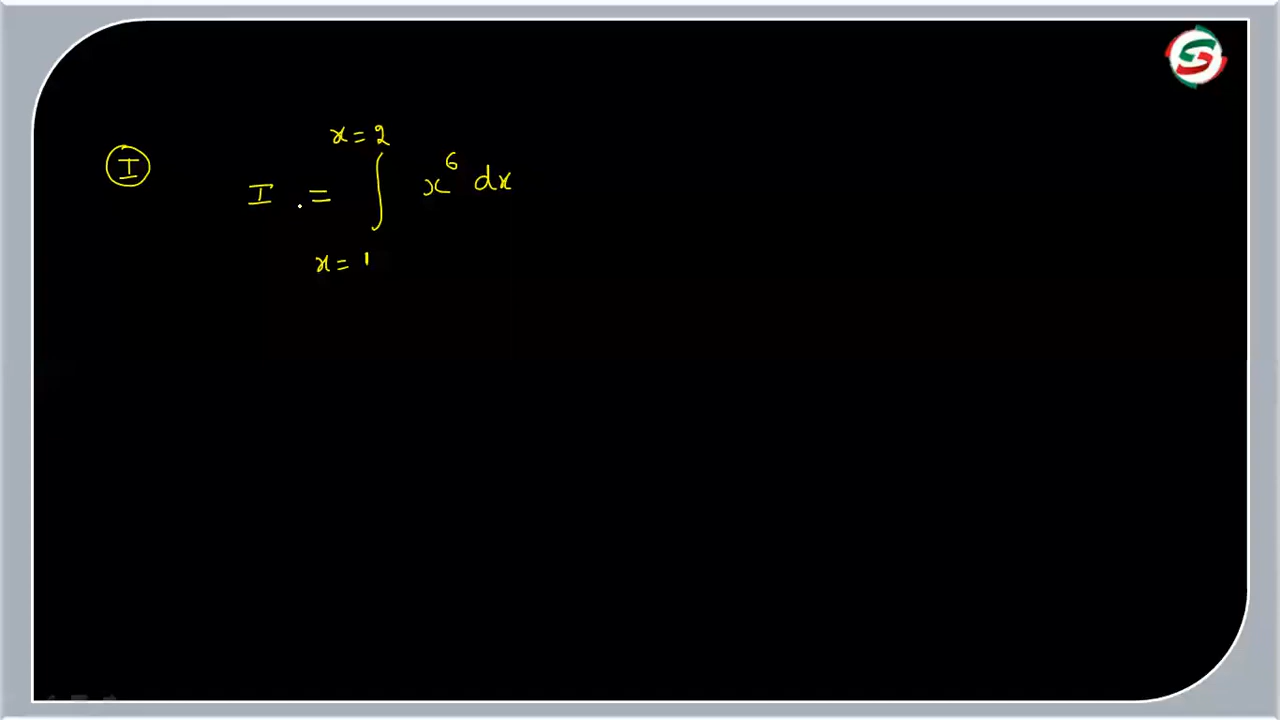 I
x = 2
I . = ∫ x⁶ dx
x = 1